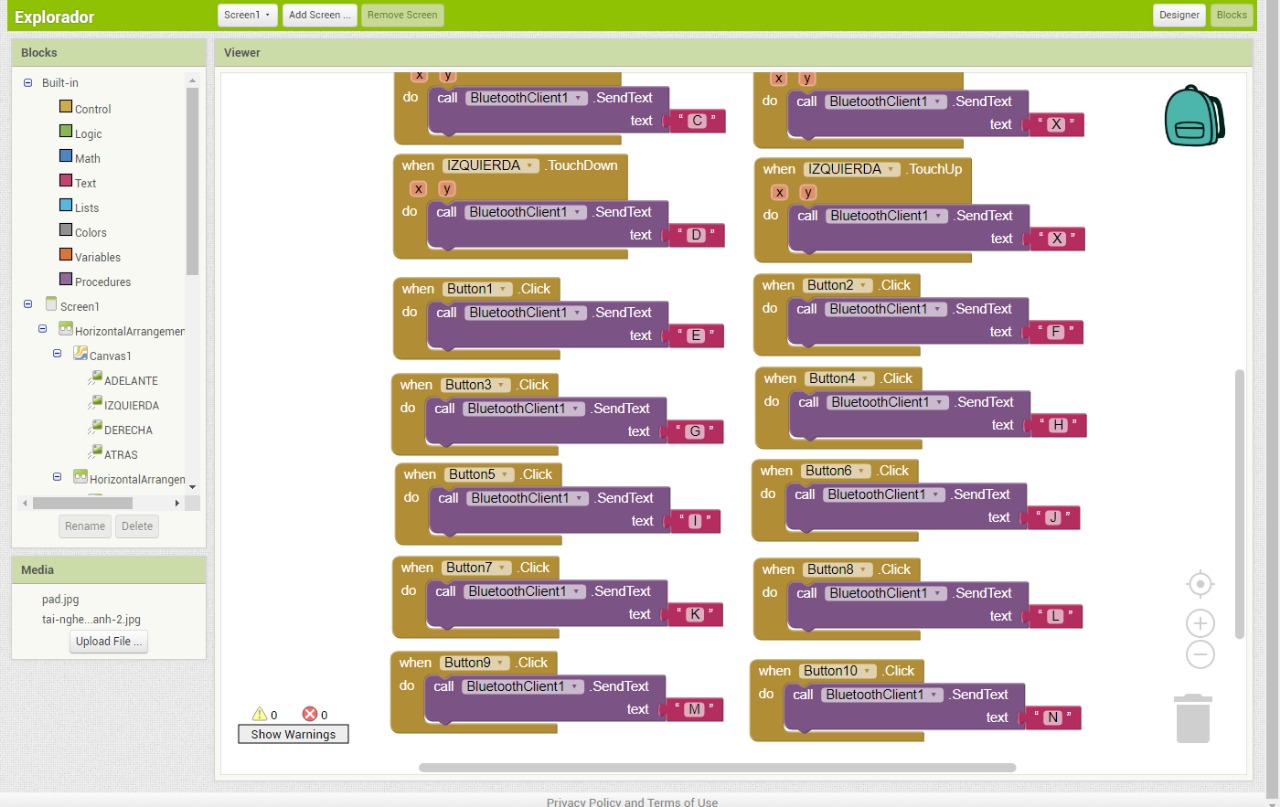 Explorador
Screen1
Add Screen ...
Remove Screen
Designer
Blocks
Blocks
Built-in
Control
Logic
Math
Text
Lists
Colors
Variables
Procedures
Screen1
HorizontalArrangemen
Canvas1
ADELANTE
IZQUIERDA
DERECHA
ATRAS
HorizontalArrangen
Rename
Delete
Media
pad.jpg
tai-nghe...anh-2.jpg
Upload File ...
Viewer
x y
do call BluetoothClient1 .SendText
text " C "
x y
do call BluetoothClient1 .SendText
text " X "
when IZQUIERDA .TouchDown
x y
do call BluetoothClient1 .SendText
text " D "
when IZQUIERDA .TouchUp
x y
do call BluetoothClient1 .SendText
text " X "
when Button1 .Click
do call BluetoothClient1 .SendText
text " E "
when Button2 .Click
do call BluetoothClient1 .SendText
text " F "
when Button3 .Click
do call BluetoothClient1 .SendText
text " G "
when Button4 .Click
do call BluetoothClient1 .SendText
text " H "
when Button5 .Click
do call BluetoothClient1 .SendText
text " I "
when Button6 .Click
do call BluetoothClient1 .SendText
text " J "
when Button7 .Click
do call BluetoothClient1 .SendText
text " K "
when Button8 .Click
do call BluetoothClient1 .SendText
text " L "
when Button9 .Click
do call BluetoothClient1 .SendText
text " M "
when Button10 .Click
do call BluetoothClient1 .SendText
text " N "
0 0
Show Warnings
Privacy Policy and Terms of Use